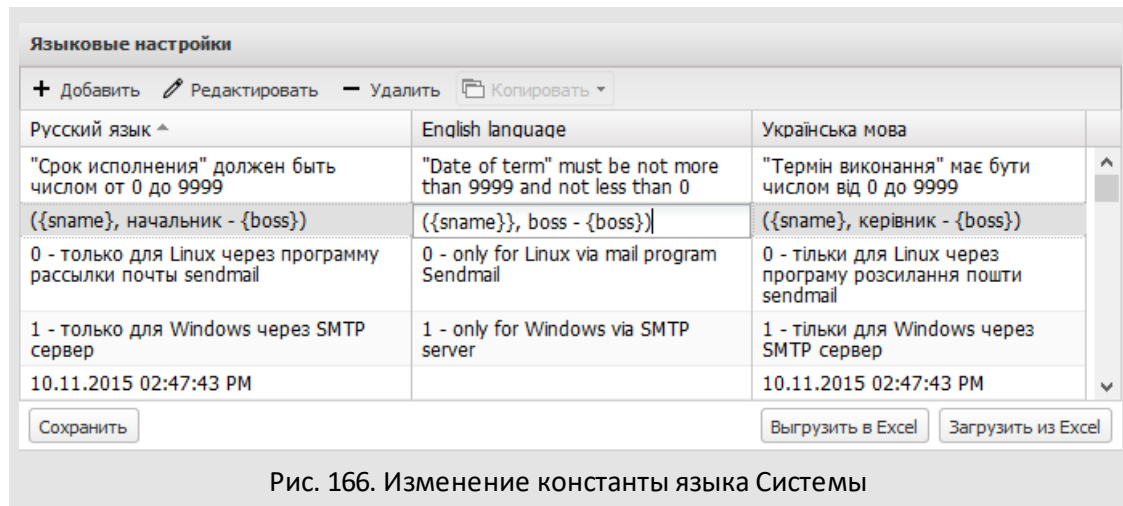 Языковые настройки
Добавить Редактировать Удалить Копировать
Русский язык English language Українська мова
"Срок исполнения" должен быть "Date of term" must be not more "Термін виконання" має бути
числом от 0 до 9999 than 9999 and not less than 0 числом від 0 до 9999
({sname}, начальник - {boss}) ({sname}}, boss - {boss}) ({sname}, керівник - {boss})
0 - только для Linux через программу 0 - only for Linux via mail program 0 - тільки для Linux через
рассылки почты sendmail Sendmail програму розсилання пошти
sendmail
1 - только для Windows через SMTP 1 - only for Windows via SMTP 1 - тільки для Windows через
сервер server SMTP сервер
10.11.2015 02:47:43 PM 10.11.2015 02:47:43 PM
Сохранить Выгрузить в Excel Загрузить из Excel
Рис. 166. Изменение константы языка Системы